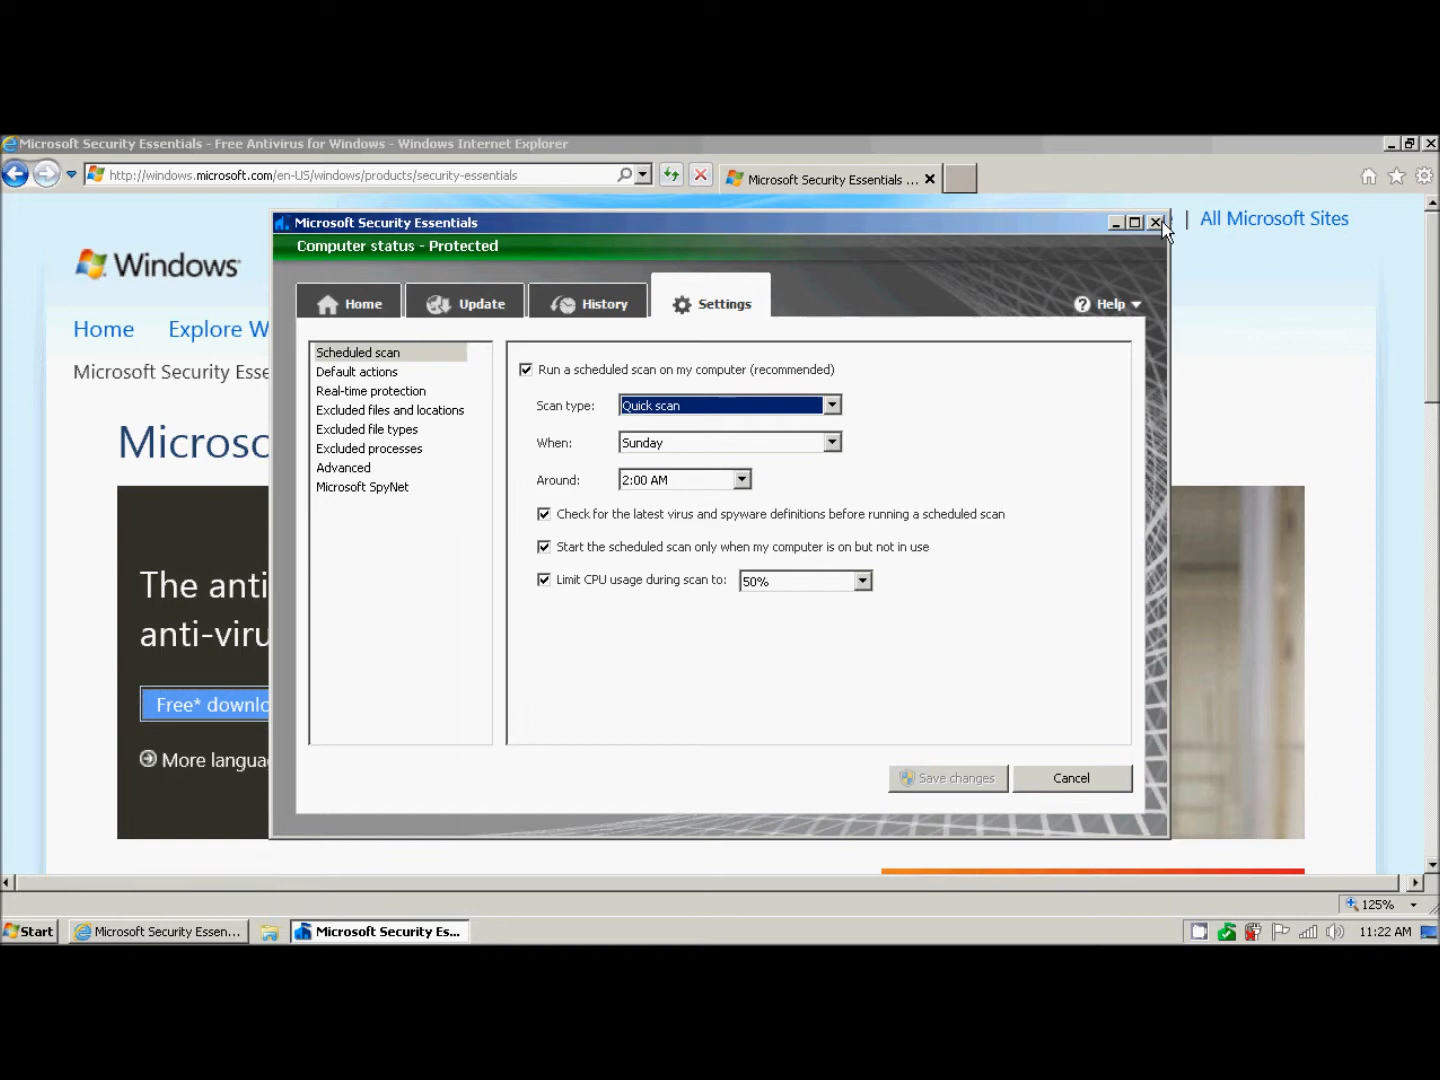 Microsoft Security Essentials - Free Antivirus for Windows - Windows Internet Explorer
http://windows.microsoft.com/en-US/windows/products/security-essentials
Microsoft Security Essentials ...
| All Microsoft Sites
Windows
Home
Explore W
Microsoft Security Esse
Microso
The anti
anti-viru
Free* downlo
More langua
Microsoft Security Essentials
Computer status - Protected
Home
Update
History
Settings
Help
Scheduled scan
Default actions
Real-time protection
Excluded files and locations
Excluded file types
Excluded processes
Advanced
Microsoft SpyNet
Run a scheduled scan on my computer (recommended)
Scan type: Quick scan
When: Sunday
Around: 2:00 AM
Check for the latest virus and spyware definitions before running a scheduled scan
Start the scheduled scan only when my computer is on but not in use
Limit CPU usage during scan to: 50%
Save changes
Cancel
125%
Start
Microsoft Security Essen...
Microsoft Security Es...
11:22 AM